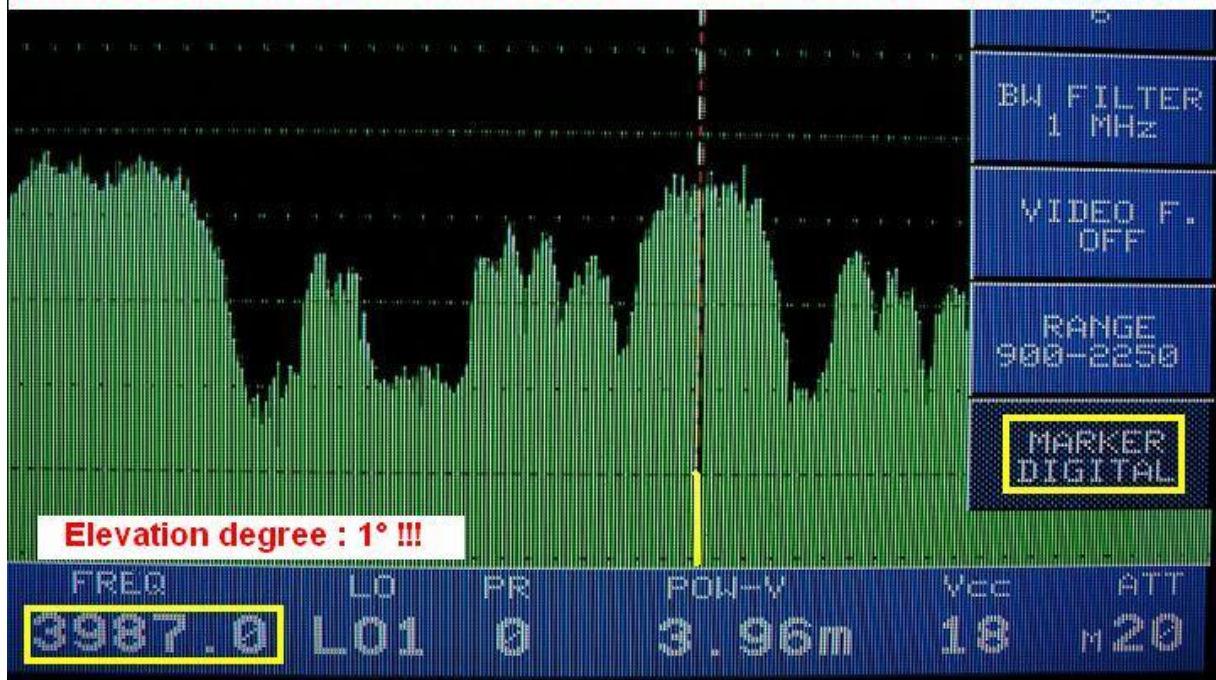 BW FILTER
1 MHz
VIDEO F.
OFF
RANGE
900-2250
MARKER
DIGITAL
Elevation degree : 1° !!!
FREQ LO PR POW-V Vcc ATT
3987.0 LO1 0 3.96m 18 M20